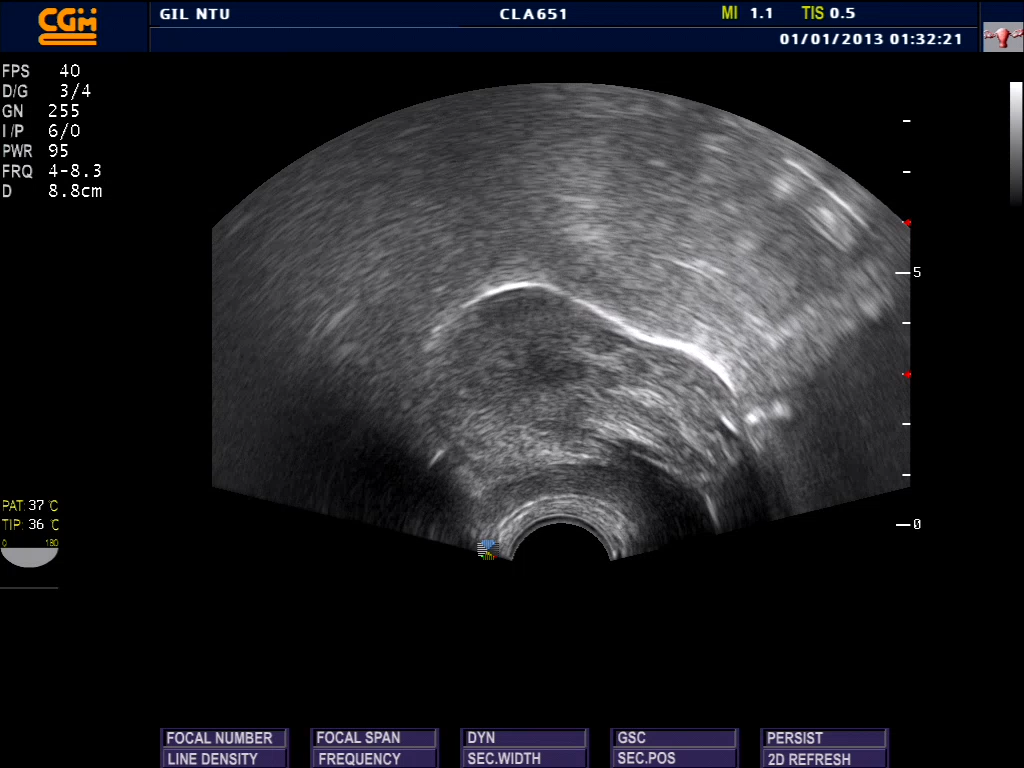 CGM
GIL NTU CLA651 MI 1.1 TIS 0.5
01/01/2013 01:32:21
FPS 40
D/G 3/4
GN 255
I/P 6/0
PWR 95
FRQ 4-8.3
D 8.8cm
5
PAT: 37 °C
TIP: 36 °C
0 180
0
FOCAL NUMBER FOCAL SPAN DYN GSC PERSIST
LINE DENSITY FREQUENCY SEC.WIDTH SEC.POS 2D REFRESH